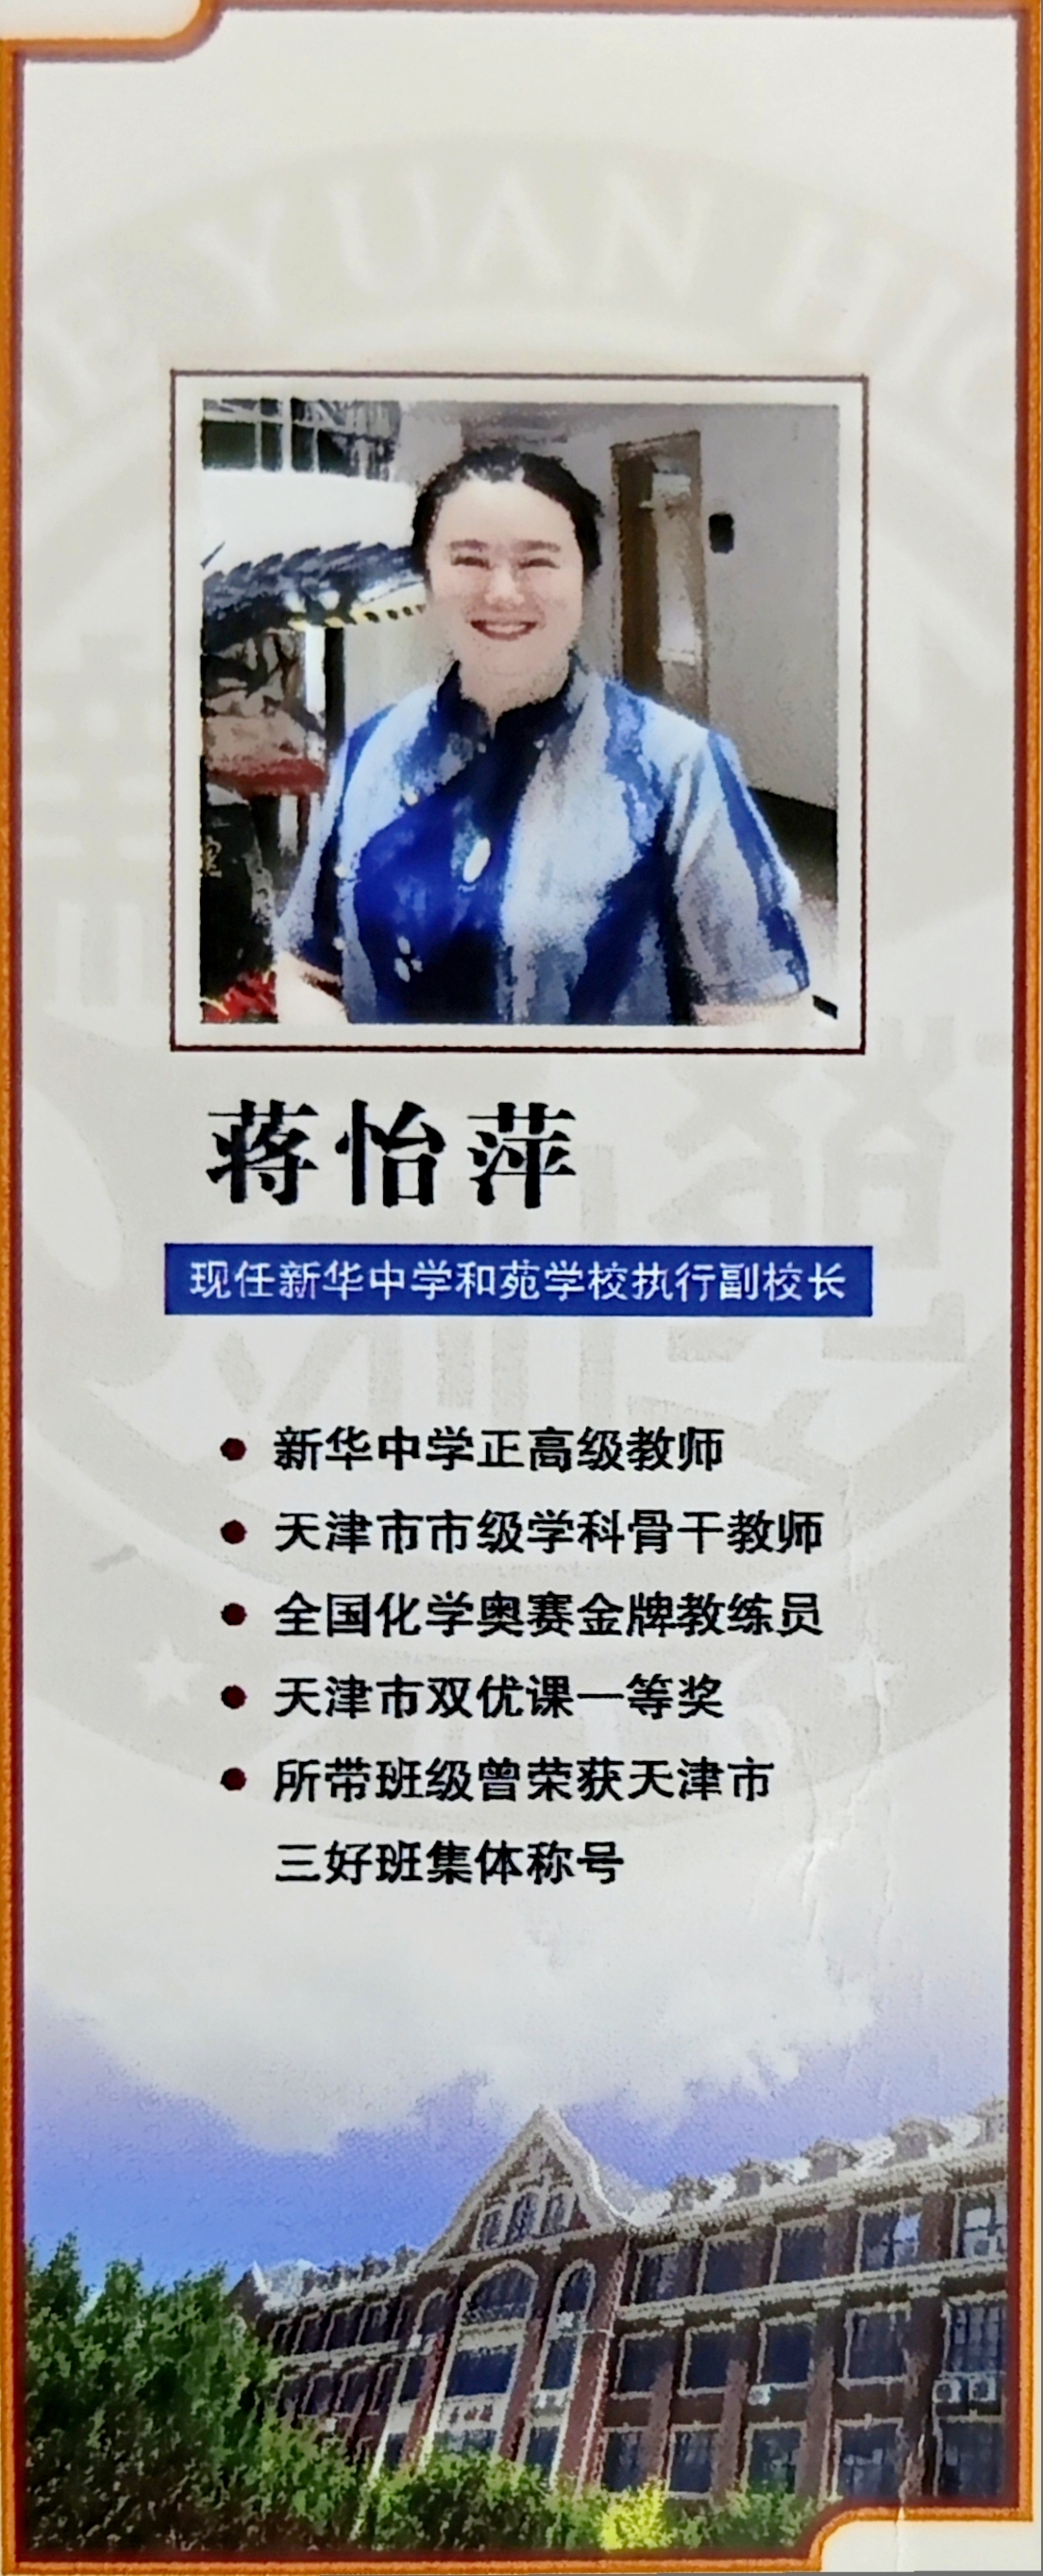 E YUAN HIG
蒋怡萍
现任新华中学和苑学校执行副校长
新华中学正高级教师
天津市市级学科骨干教师
全国化学奥赛金牌教练员
天津市双优课一等奖
所带班级曾荣获天津市
三好班集体称号